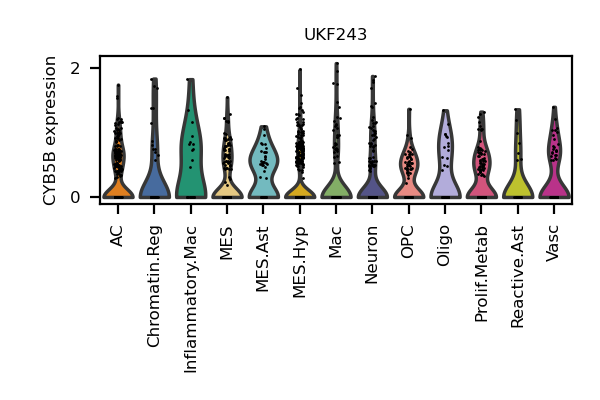 UKF243
CYB5B expression
2
0
AC
Chromatin.Reg
Inflammatory.Mac
MES
MES.Ast
MES.Hyp
Mac
Neuron
OPC
Oligo
Prolif.Metab
Reactive.Ast
Vasc